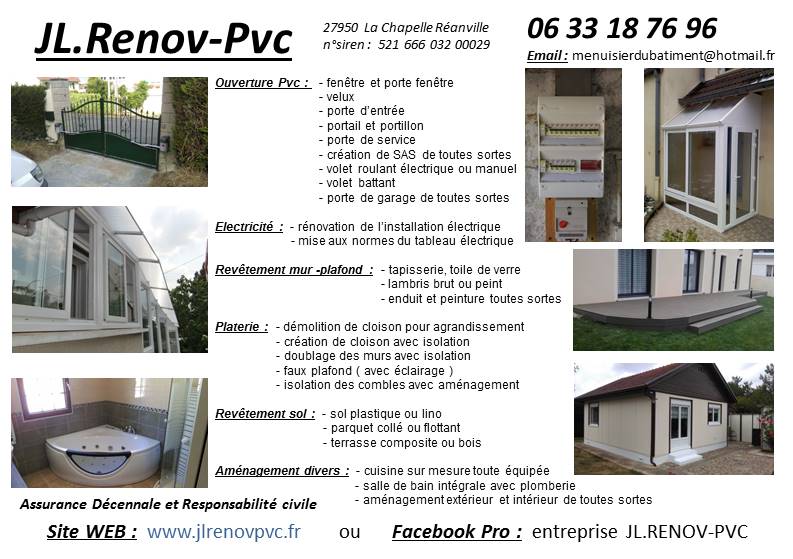 JL.Renov-Pvc
27950 La Chapelle Réanville
n°siren : 521 666 032 00029
06 33 18 76 96
Email : menuisierdubatiment@hotmail.fr
Ouverture Pvc : - fenêtre et porte fenêtre
- velux
- porte d'entrée
- portail et portillon
- porte de service
- création de SAS de toutes sortes
- volet roulant électrique ou manuel
- volet battant
- porte de garage de toutes sortes
Electricité : - rénovation de l'installation électrique
- mise aux normes du tableau électrique
Revêtement mur -plafond : - tapisserie, toile de verre
- lambris brut ou peint
- enduit et peinture toutes sortes
Platerie : - démolition de cloison pour agrandissement
- création de cloison avec isolation
- doublage des murs avec isolation
- faux plafond ( avec éclairage )
- isolation des combles avec aménagement
Revêtement sol : - sol plastique ou lino
- parquet collé ou flottant
- terrasse composite ou bois
Aménagement divers : - cuisine sur mesure toute équipée
- salle de bain intégrale avec plomberie
- aménagement extérieur et intérieur de toutes sortes
Assurance Décennale et Responsabilité civile
Site WEB : www.jlrenovpvc.fr ou Facebook Pro : entreprise JL.RENOV-PVC